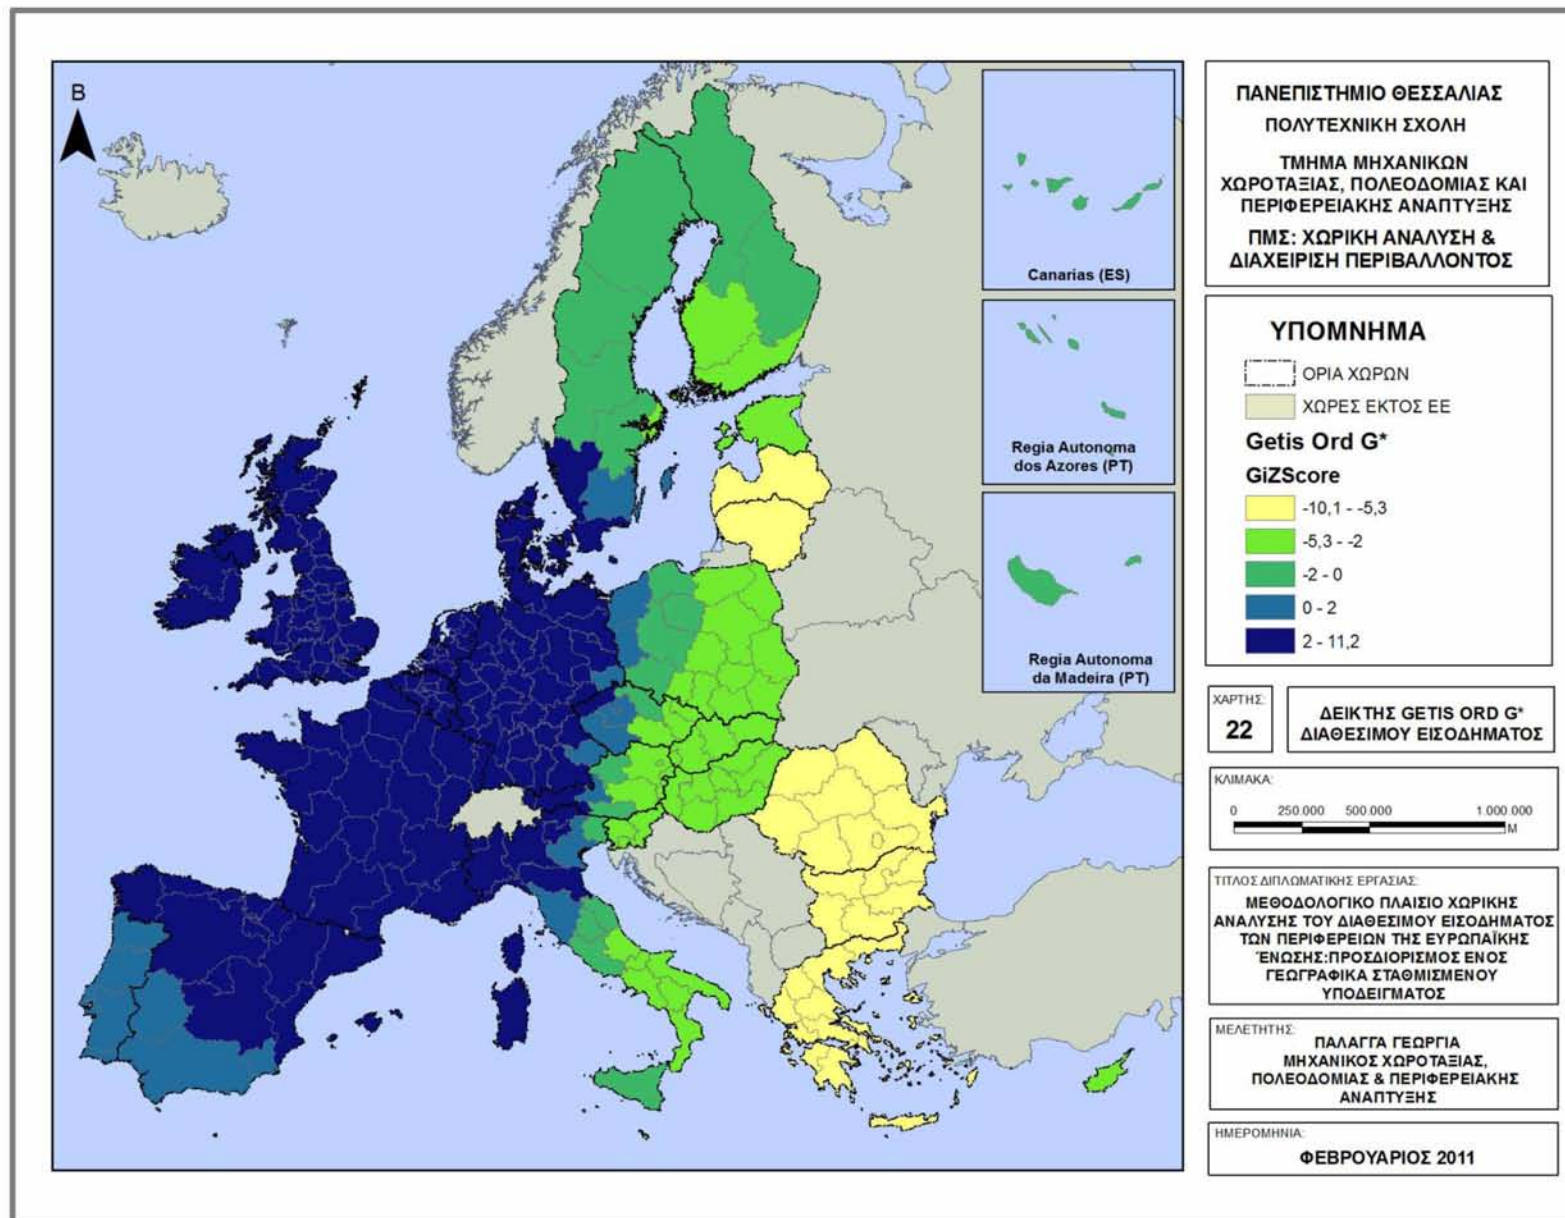 B
Canarias (ES)
Regia Autonoma
dos Azores (PT)
Regia Autonoma
da Madeira (PT)
ΠΑΝΕΠΙΣΤΗΜΙΟ ΘΕΣΣΑΛΙΑΣ
ΠΟΛΥΤΕΧΝΙΚΗ ΣΧΟΛΗ
ΤΜΗΜΑ ΜΗΧΑΝΙΚΩΝ
ΧΩΡΟΤΑΞΙΑΣ, ΠΟΛΕΟΔΟΜΙΑΣ ΚΑΙ
ΠΕΡΙΦΕΡΕΙΑΚΗΣ ΑΝΑΠΤΥΞΗΣ
ΠΜΣ: ΧΩΡΙΚΗ ΑΝΑΛΥΣΗ &
ΔΙΑΧΕΙΡΙΣΗ ΠΕΡΙΒΑΛΛΟΝΤΟΣ
ΥΠΟΜΝΗΜΑ
ΟΡΙΑ ΧΩΡΩΝ
ΧΩΡΕΣ ΕΚΤΟΣ ΕΕ
Getis Ord G*
GiZScore
-10,1 - -5,3
-5,3 - -2
-2 - 0
0 - 2
2 - 11,2
ΧΑΡΤΗΣ:
22
ΔΕΙΚΤΗΣ GETIS ORD G*
ΔΙΑΘΕΣΙΜΟΥ ΕΙΣΟΔΗΜΑΤΟΣ
ΚΛΙΜΑΚΑ:
0 250.000 500.000 1.000.000
M
ΤΙΤΛΟΣ ΔΙΠΛΩΜΑΤΙΚΗΣ ΕΡΓΑΣΙΑΣ:
ΜΕΘΟΔΟΛΟΓΙΚΟ ΠΛΑΙΣΙΟ ΧΩΡΙΚΗΣ
ΑΝΑΛΥΣΗΣ ΤΟΥ ΔΙΑΘΕΣΙΜΟΥ ΕΙΣΟΔΗΜΑΤΟΣ
ΤΩΝ ΠΕΡΙΦΕΡΕΙΩΝ ΤΗΣ ΕΥΡΩΠΑΪΚΗΣ
ΈΝΩΣΗΣ:ΠΡΟΣΔΙΟΡΙΣΜΟΣ ΕΝΟΣ
ΓΕΩΓΡΑΦΙΚΑ ΣΤΑΘΜΙΣΜΕΝΟΥ
ΥΠΟΔΕΙΓΜΑΤΟΣ
ΜΕΛΕΤΗΤΗΣ:
ΠΑΛΑΓΓΑ ΓΕΩΡΓΙΑ
ΜΗΧΑΝΙΚΟΣ ΧΩΡΟΤΑΞΙΑΣ,
ΠΟΛΕΟΔΟΜΙΑΣ & ΠΕΡΙΦΕΡΕΙΑΚΗΣ
ΑΝΑΠΤΥΞΗΣ
ΗΜΕΡΟΜΗΝΙΑ:
ΦΕΒΡΟΥΑΡΙΟΣ 2011